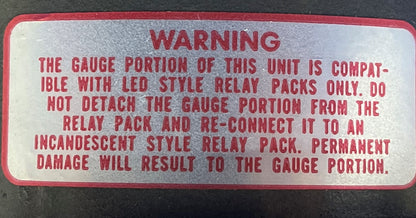 WARNING
THE GAUGE PORTION OF THIS UNIT IS COMPAT-
IBLE WITH LED STYLE RELAY PACKS ONLY. DO
NOT DETACH THE GAUGE PORTION FROM THE
RELAY PACK AND RE-CONNECT IT TO AN
INCANDESCENT STYLE RELAY PACK. PERMANENT
DAMAGE WILL RESULT TO THE GAUGE PORTION.